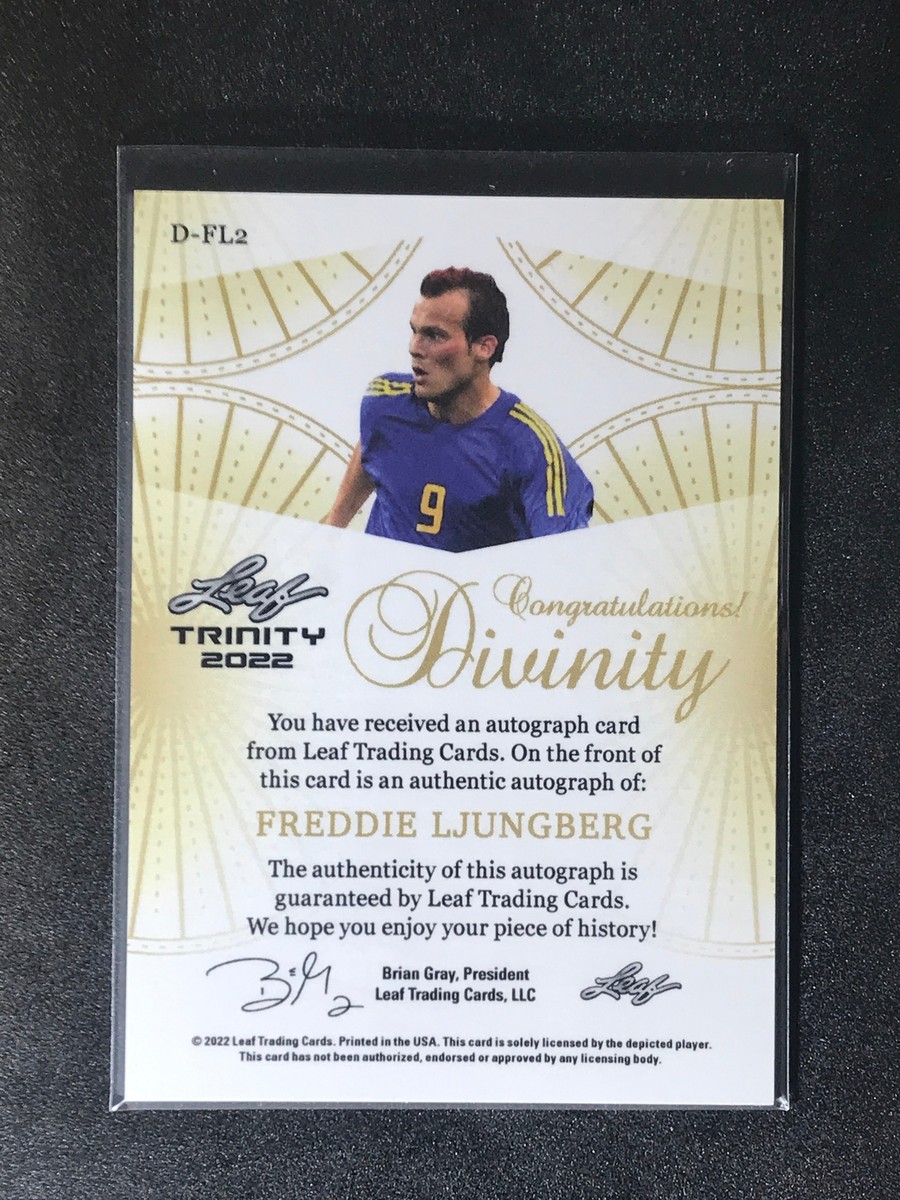 D-FL2
9
Leaf
TRINITY
2022
Congratulations!
Divinity
You have received an autograph card
from Leaf Trading Cards. On the front of
this card is an authentic autograph of:
FREDDIE LJUNGBERG
The authenticity of this autograph is
guaranteed by Leaf Trading Cards.
We hope you enjoy your piece of history!
Brian Gray, President
Leaf Trading Cards, LLC
Leaf
© 2022 Leaf Trading Cards. Printed in the USA. This card is solely licensed by the depicted player.
This card has not been authorized, endorsed or approved by any licensing body.